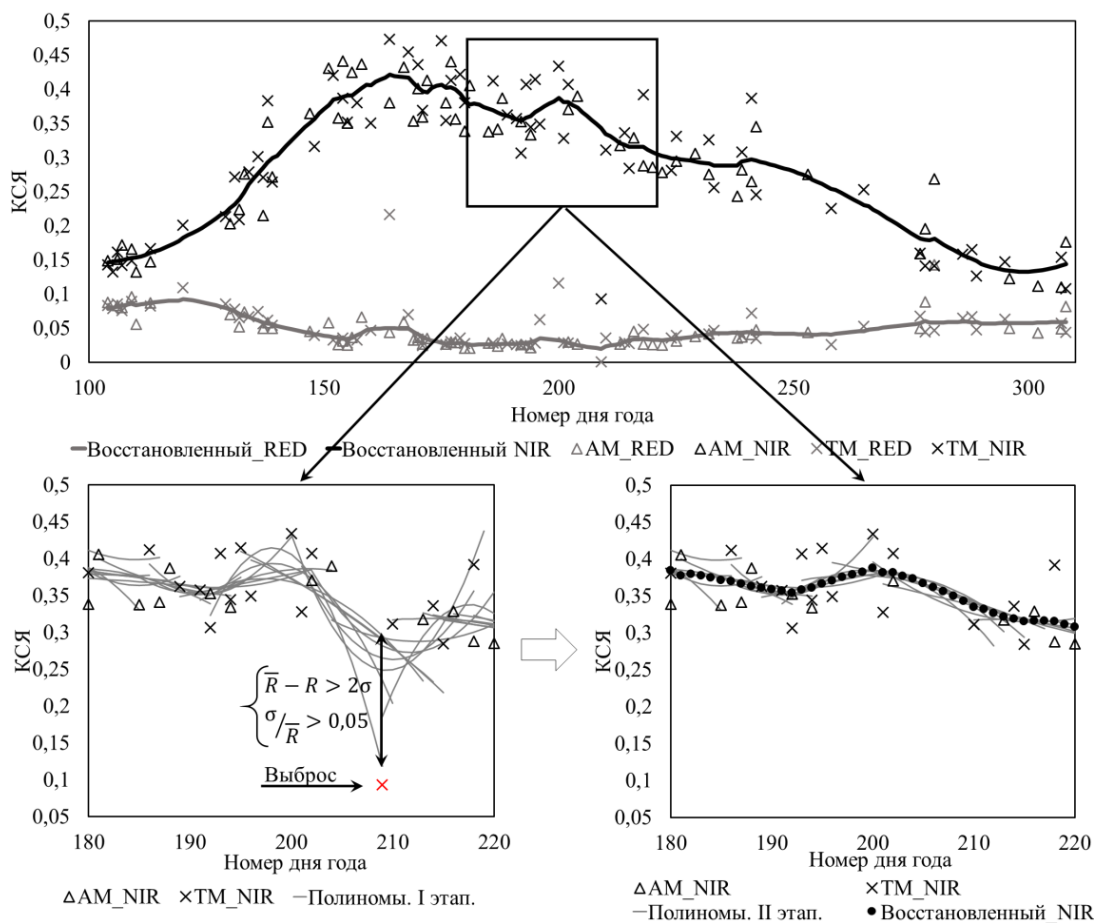 0,5
0,45
0,4
0,35
0,3
0,25
0,2
0,15
0,1
0,05
0
КСЯ
100 150 200 250 300
Номер дня года
Восстановленный_RED Восстановленный NIR AM_RED AM_NIR TM_RED TM_NIR
0,5
0,45
0,4
0,35
0,3
0,25
0,2
0,15
0,1
0,05
КСЯ
R̅ − R > 2σ
σ/R̅ > 0,05
Выброс
180 190 200 210 220
Номер дня года
AM_NIR TM_NIR Полиномы. I этап.
0,5
0,45
0,4
0,35
0,3
0,25
0,2
0,15
0,1
0,05
КСЯ
180 190 200 210 220
Номер дня года
AM_NIR TM_NIR
Полиномы. II этап. Восстановленный_NIR